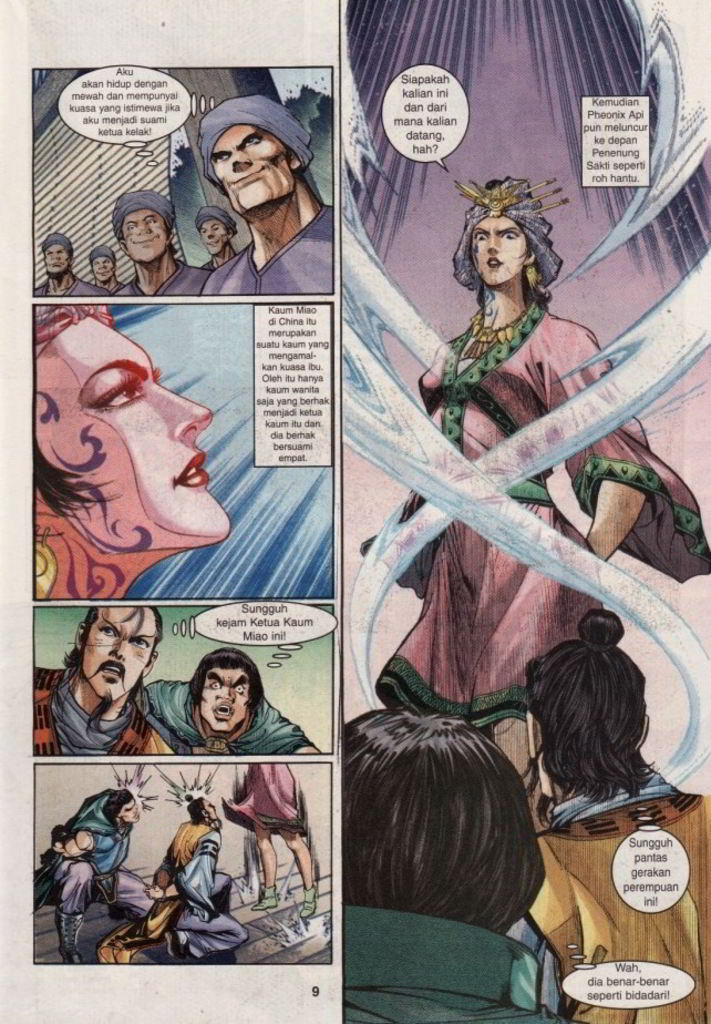 Aku
akan hidup dengan
mewah dan mempunyai
kuasa yang istimewa jika
aku menjadi suami
ketua kelak!
Kaum Miao
di China itu
merupakan
suatu kaum yang
mengamal-
kan kuasa ibu.
Oleh itu hanya
kaum wanita
saja yang berhak
menjadi ketua
kaum itu dan
dia berhak
bersuami
empat.
Sungguh
kejam Ketua Kaum
Miao ini!
Siapakah
kalian ini
dan dari
mana kalian
datang,
hah?
Kemudian
Pheonix Api
pun meluncur
ke depan
Penenung
Sakti seperti
roh hantu.
Sungguh
pantas
gerakan
perempuan
ini!
Wah,
dia benar-benar
seperti bidadari!
9